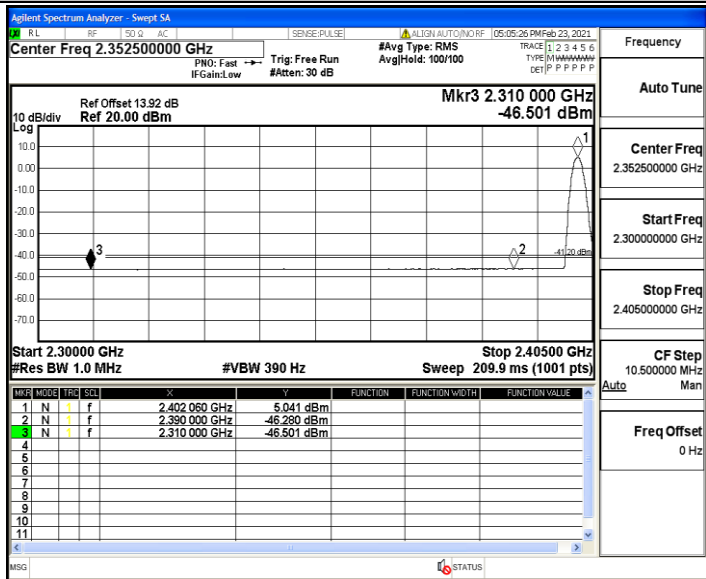 Agilent Spectrum Analyzer - Swept SA
LXI RL RF 50 Ω AC SENSE:PULSE ALIGN AUTO/NO RF 05:05:26 PM Feb 23, 2021
Center Freq 2.352500000 GHz #Avg Type: RMS TRACE 1 2 3 4 5 6
PNO: Fast Trig: Free Run Avg|Hold: 100/100 TYPE M WWWWW
IFGain:Low #Atten: 30 dB DET P P P P P P
Mkr3 2.310 000 GHz
Ref Offset 13.92 dB
10 dB/div Ref 20.00 dBm -46.501 dBm
Log
10.0
0.00
-10.0
-20.0
-30.0
-40.0
-50.0
-60.0
-70.0
1
2
3
-41.20 dBm
Start 2.30000 GHz Stop 2.40500 GHz
#Res BW 1.0 MHz #VBW 390 Hz Sweep 209.9 ms (1001 pts)
MKR MODE TRC SCL X Y FUNCTION FUNCTION WIDTH FUNCTION VALUE
1 N 1 f 2.402 060 GHz 5.041 dBm
2 N 1 f 2.390 000 GHz -46.280 dBm
3 N 1 f 2.310 000 GHz -46.501 dBm
4
5
6
7
8
9
10
11
MSG STATUS
Frequency
Auto Tune
Center Freq
2.352500000 GHz
Start Freq
2.300000000 GHz
Stop Freq
2.405000000 GHz
CF Step
10.500000 MHz
Auto Man
Freq Offset
0 Hz